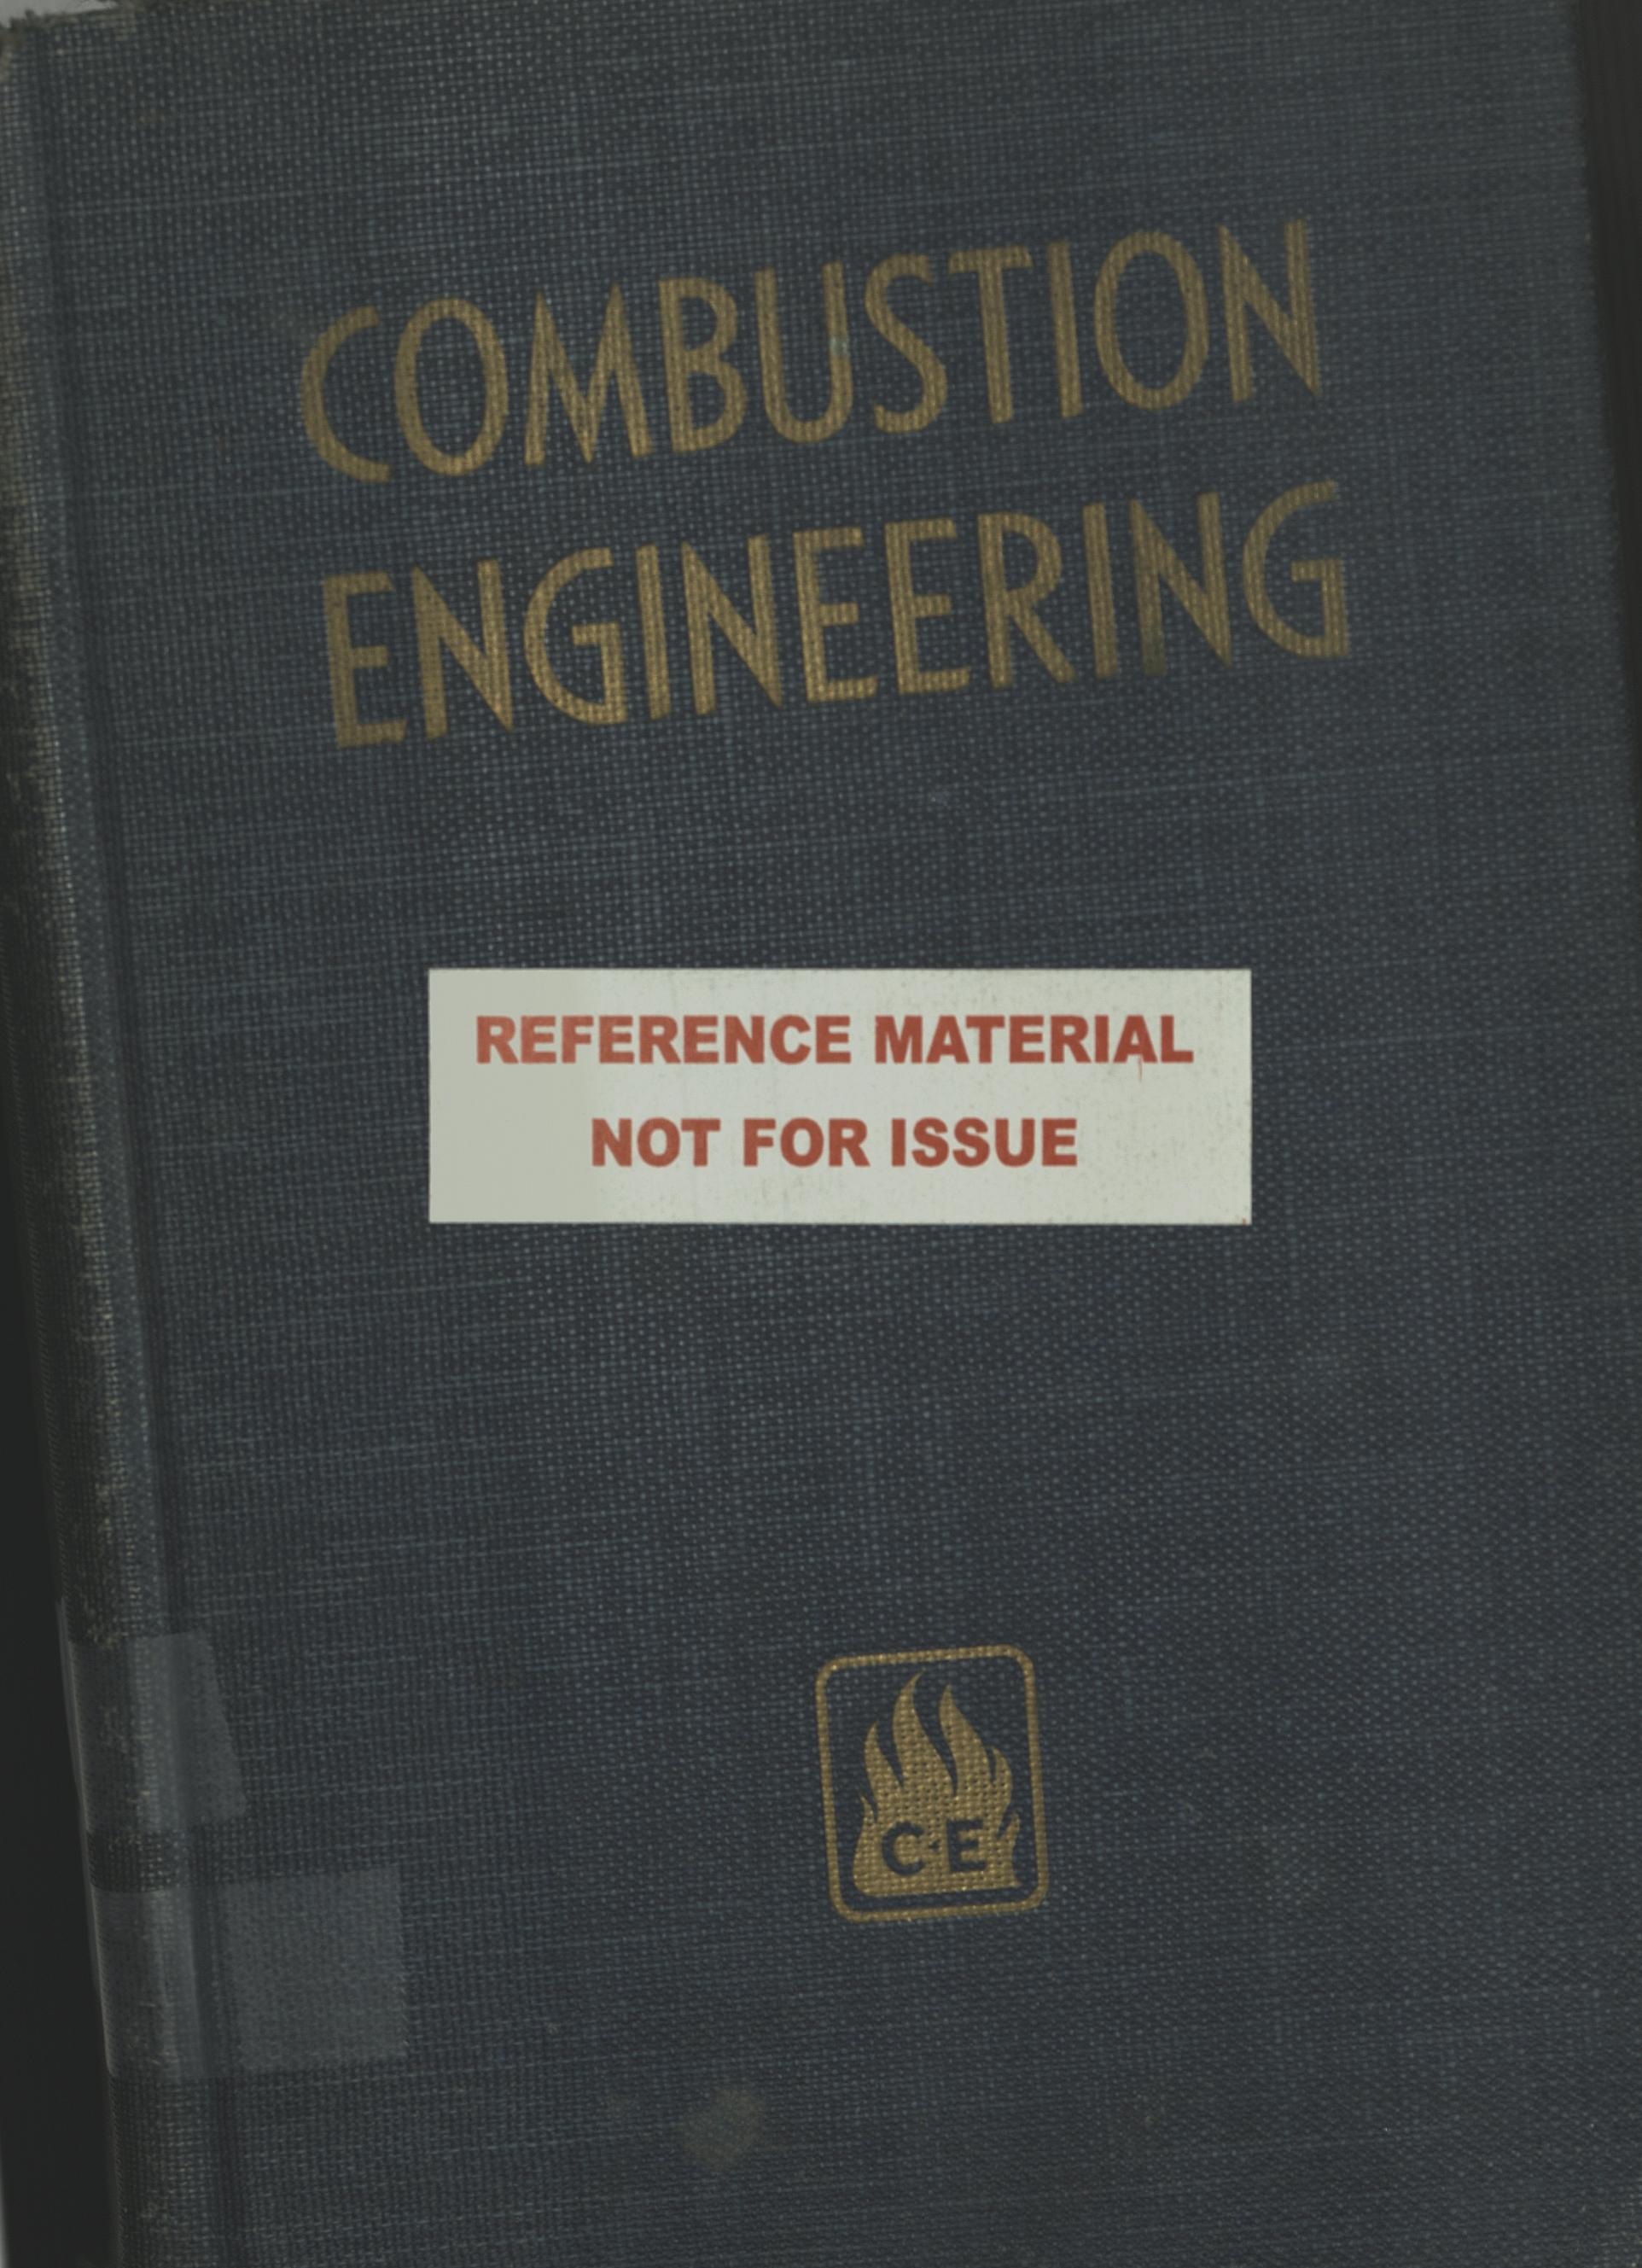 COMBUSTION
ENGINEERING
REFERENCE MATERIAL
NOT FOR ISSUE
C·E